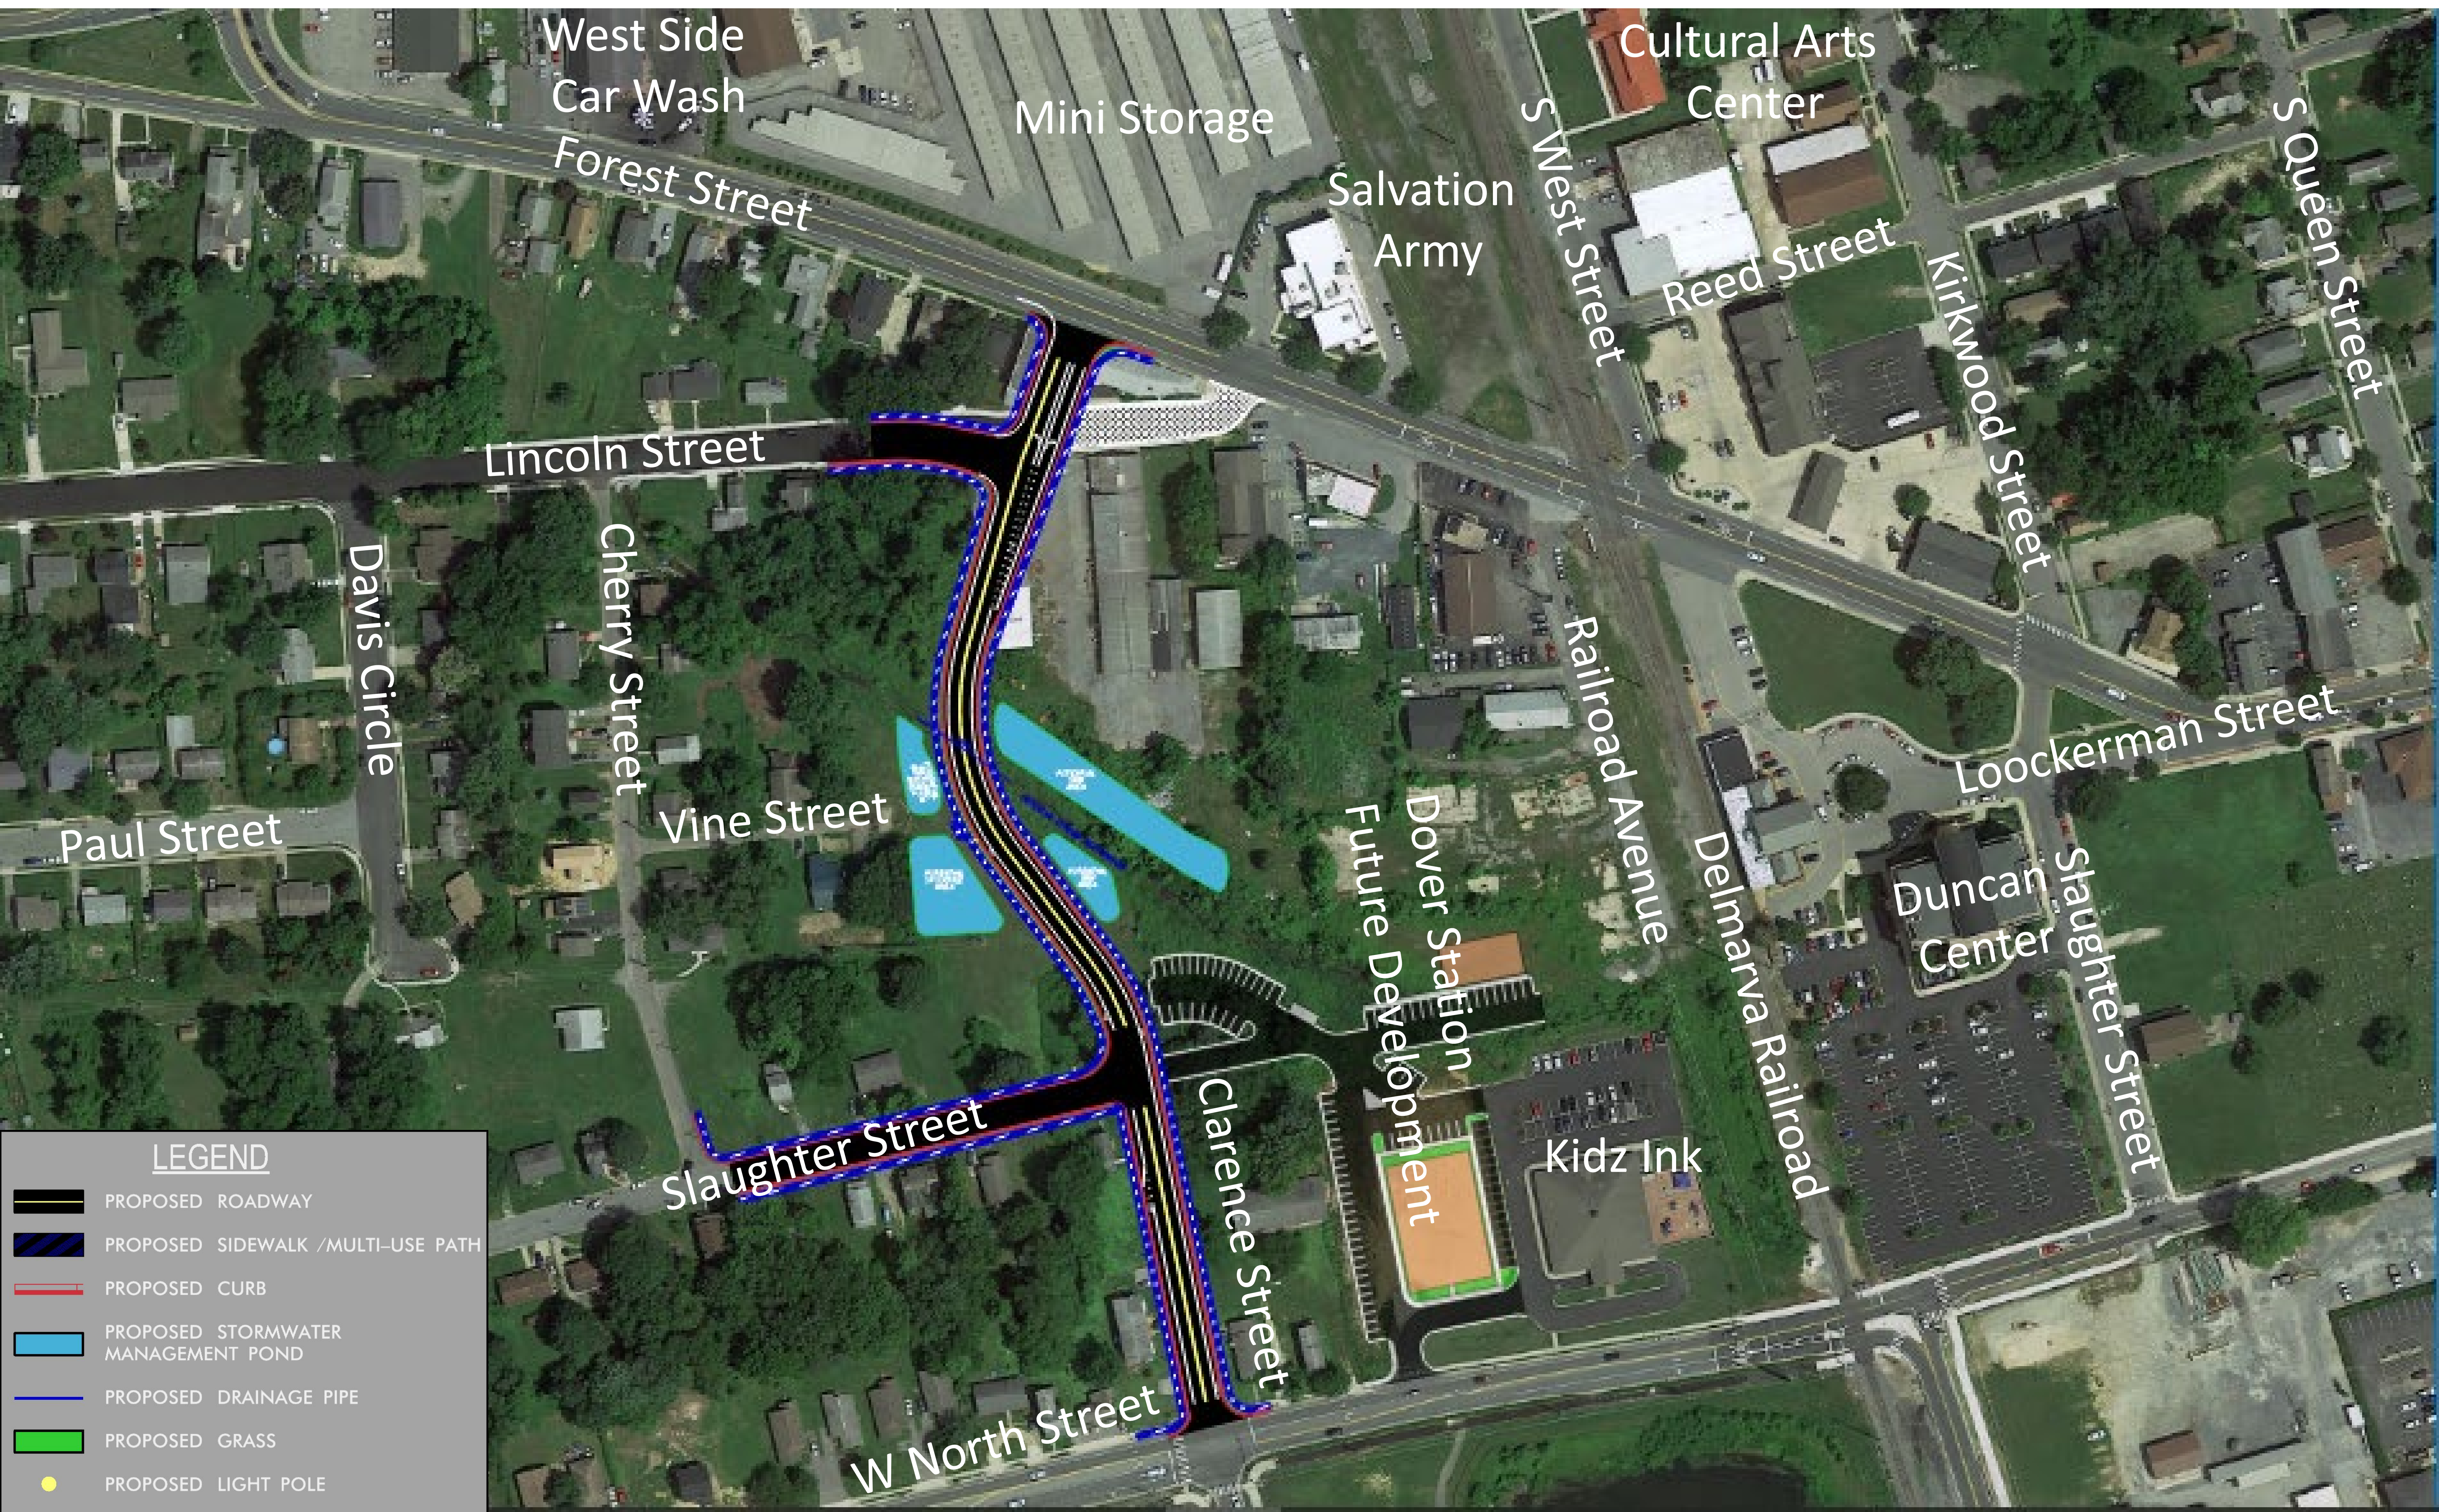 West Side
Car Wash
Cultural Arts
Center
Mini Storage
Forest Street
Salvation
Army
S West Street
S Queen Street
Reed Street
Kirkwood Street
Lincoln Street
Davis Circle
Cherry Street
Railroad Avenue
Loockerman Street
Vine Street
Paul Street
Dover Station
Future Development
Delmarva Railroad
Duncan
Center
Slaughter Street
Clarence Street
Slaughter Street
Kidz Ink
W North Street
LEGEND
PROPOSED ROADWAY
PROPOSED SIDEWALK /MULTI-USE PATH
PROPOSED CURB
PROPOSED STORMWATER
MANAGEMENT POND
PROPOSED DRAINAGE PIPE
PROPOSED GRASS
PROPOSED LIGHT POLE